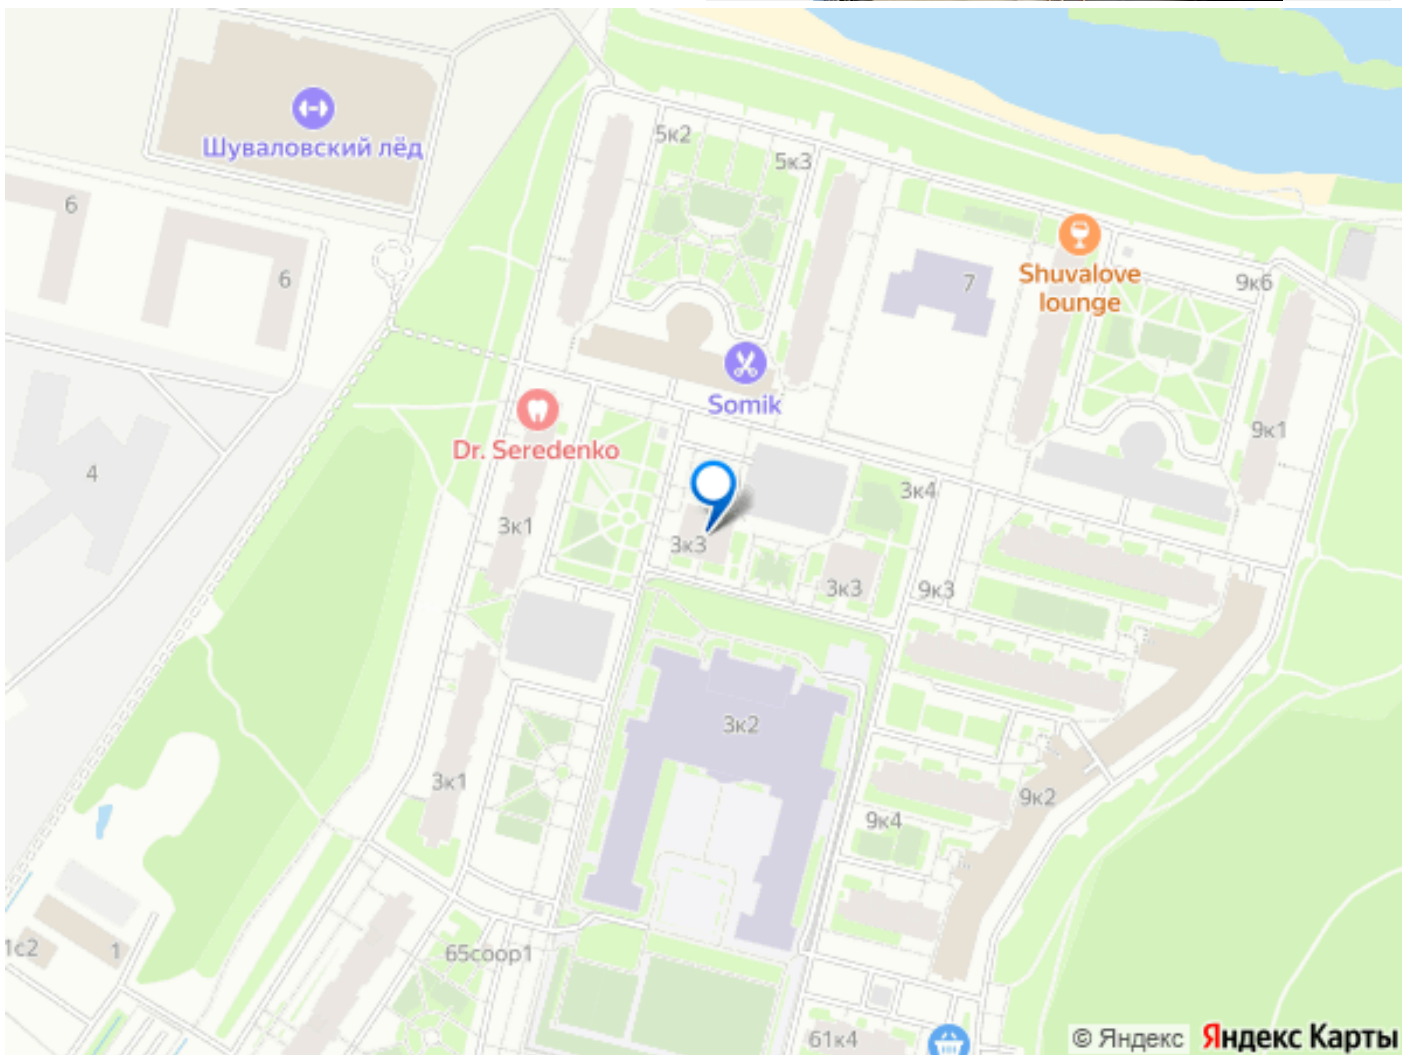 5к2
5к3
Шуваловский лёд
6
6
7
Shuvalove
lounge
9к6
Somik
Dr. Seredenko
9к1
4
3к4
3к1
3к3
3к3
9к3
3к2
3к1
9к2
9к4
1с2
1
65соор1
61к4
© Яндекс Яндекс Карты